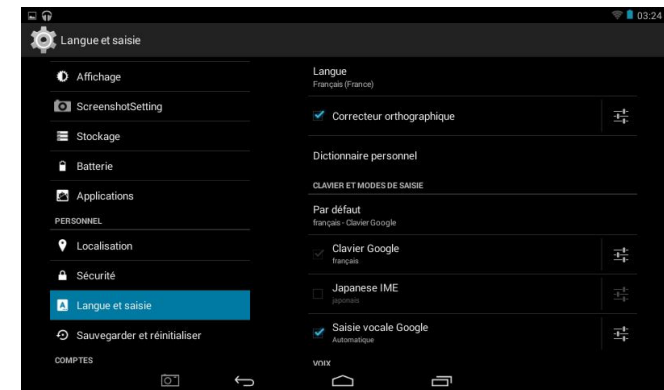 03:24
Langue et saisie
Affichage
ScreenshotSetting
Stockage
Batterie
Applications
PERSONNEL
Localisation
Sécurité
Langue et saisie
Sauvegarder et réinitialiser
COMPTES
Langue
Français (France)
Correcteur orthographique
Dictionnaire personnel
CLAVIER ET MODES DE SAISIE
Par défaut
français - Clavier Google
Clavier Google
français
Japanese IME
japonais
Saisie vocale Google
Automatique
VOIX